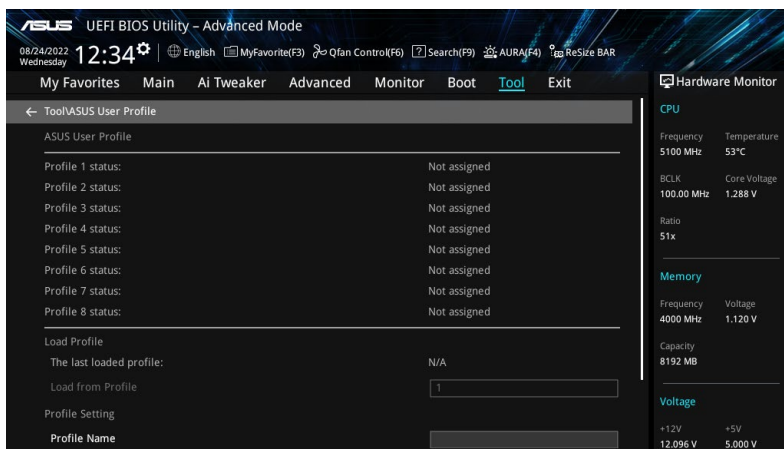 ASUS UEFI BIOS Utility – Advanced Mode
08/24/2022 Wednesday 12:34 English MyFavorite(F3) Qfan Control(F6) ? Search(F9) AURA(F4) ReSize BAR
My Favorites Main Ai Tweaker Advanced Monitor Boot Tool Exit
← Tool\ASUS User Profile
ASUS User Profile
Profile 1 status: Not assigned
Profile 2 status: Not assigned
Profile 3 status: Not assigned
Profile 4 status: Not assigned
Profile 5 status: Not assigned
Profile 6 status: Not assigned
Profile 7 status: Not assigned
Profile 8 status: Not assigned
Load Profile
The last loaded profile: N/A
Load from Profile 1
Profile Setting
Profile Name
Hardware Monitor
CPU
Frequency Temperature
5100 MHz 53°C
BCLK Core Voltage
100.00 MHz 1.288 V
Ratio
51x
Memory
Frequency Voltage
4000 MHz 1.120 V
Capacity
8192 MB
Voltage
+12V +5V
12.096 V 5.000 V